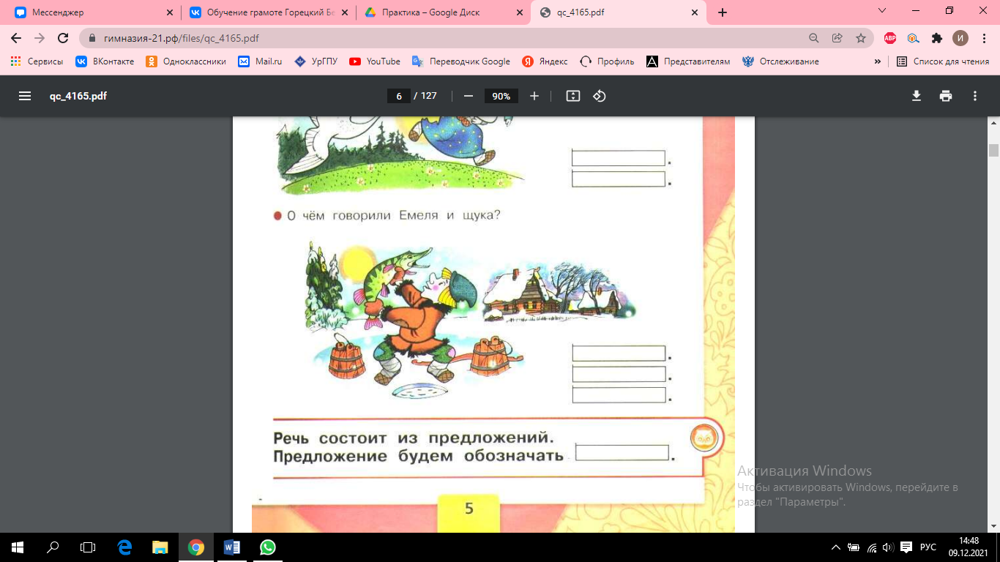 Мессенджер
Обучение грамоте Горецкий Бе
Практика – Google Диск
qc_4165.pdf
гимназия-21.рф/files/qc_4165.pdf
ABP
И
Сервисы
ВКонтакте
Одноклассники
Mail.ru
УрГПУ
YouTube
Переводчик Google
Яндекс
Профиль
Представителям
Отслеживание
»
Список для чтения
qc_4165.pdf
6 / 127
90%
О чём говорили Емеля и щука?
Речь состоит из предложений.
Предложение будем обозначать .
5
Активация Windows
Чтобы активировать Windows, перейдите в
раздел "Параметры".
РУС
14:48
09.12.2021